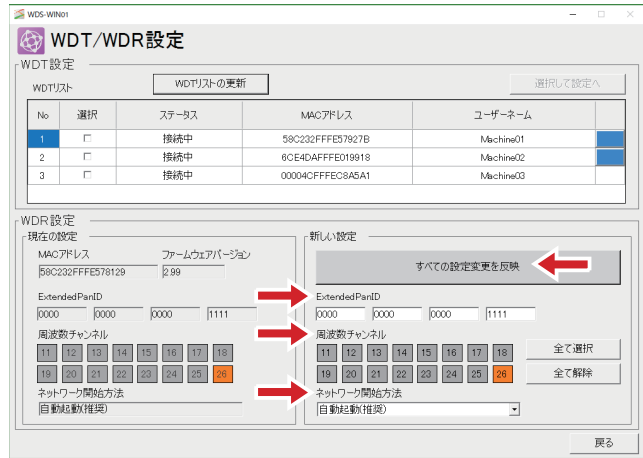 WDS-WIN01
WDT/WDR設定
WDT設定
WDTリスト WDTリストの更新 選択して設定へ
No 選択 ステータス MACアドレス ユーザーネーム
1 接続中 58C232FFFE57927B Machine01
2 接続中 6CE4DAFFFE019918 Machine02
3 接続中 00004CFFFEC8A5A1 Machine03
WDR設定
現在の設定
MACアドレス ファームウェアバージョン
58C232FFFE578129 2.99
ExtendedPanID
0000 0000 0000 1111
周波数チャンネル
11 12 13 14 15 16 17 18
19 20 21 22 23 24 25 26
ネットワーク開始方法
自動起動(推奨)
新しい設定
すべての設定変更を反映
ExtendedPanID
0000 0000 0000 1111
周波数チャンネル
11 12 13 14 15 16 17 18 全て選択
19 20 21 22 23 24 25 26 全て解除
ネットワーク開始方法
自動起動(推奨)
戻る